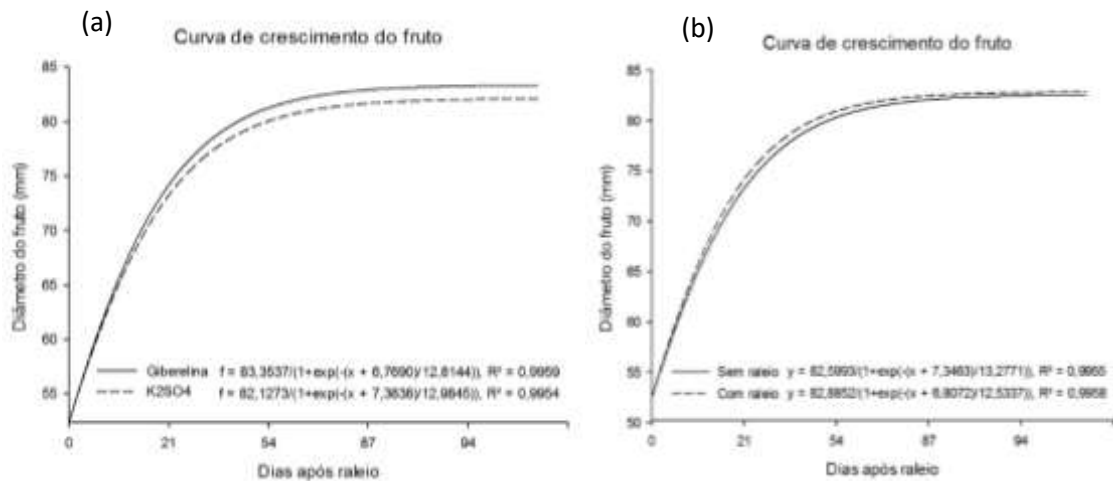 (a)
Curva de crescimento do fruto
Diâmetro do fruto (mm)
85
80
75
70
65
60
55
Giberelina f = 83,3537/(1+exp(-(x + 6,7690)/12,8144)), R² = 0,9959
K2SO4 f = 82,1273/(1+exp(-(x + 7,3636)/12,9845)), R² = 0,9954
0 21 54 87 94
Dias após raleio
(b)
Curva de crescimento do fruto
Diâmetro do fruto (mm)
85
80
75
70
65
60
55
50
Sem raleio y = 82,5993/(1+exp(-(x + 7,3463)/13,2771)), R² = 0,9965
Com raleio y = 82,8852/(1+exp(-(x + 6,8072)/12,5337)), R² = 0,9958
0 21 54 87 94
Dias após raleio